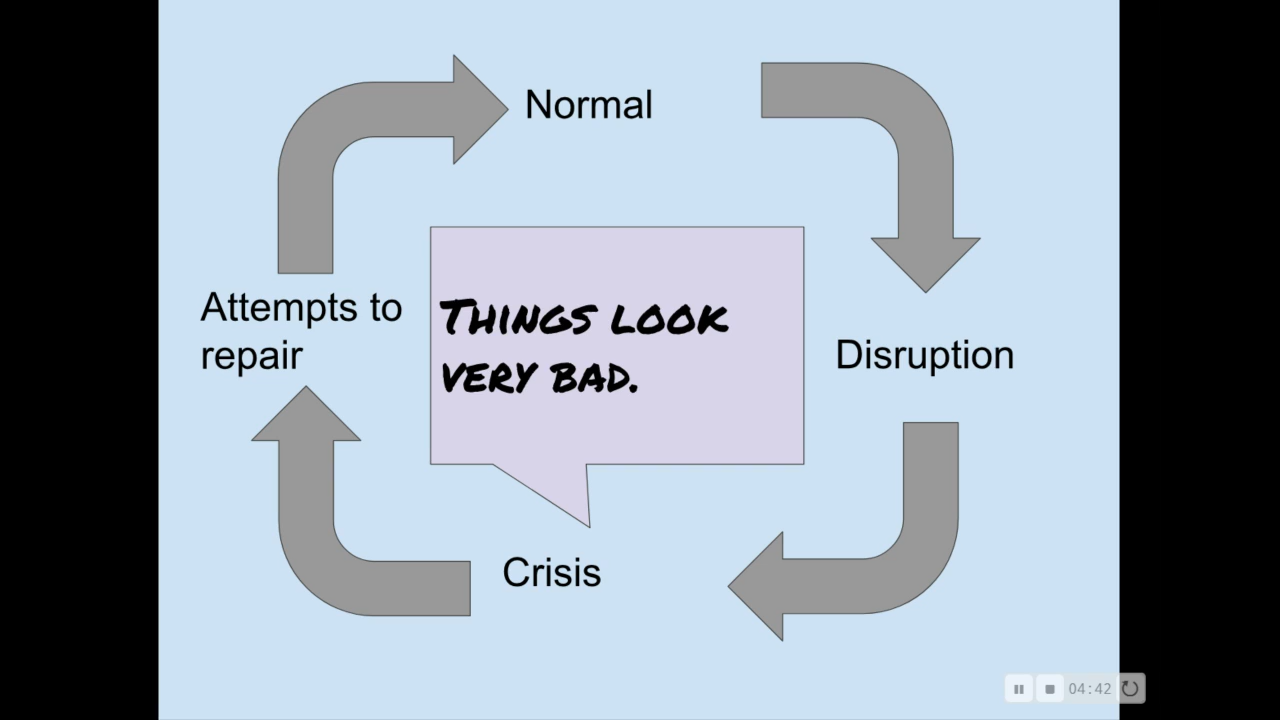 Normal
Attempts to
repair
THINGS LOOK
VERY BAD.
Disruption
Crisis
04:42